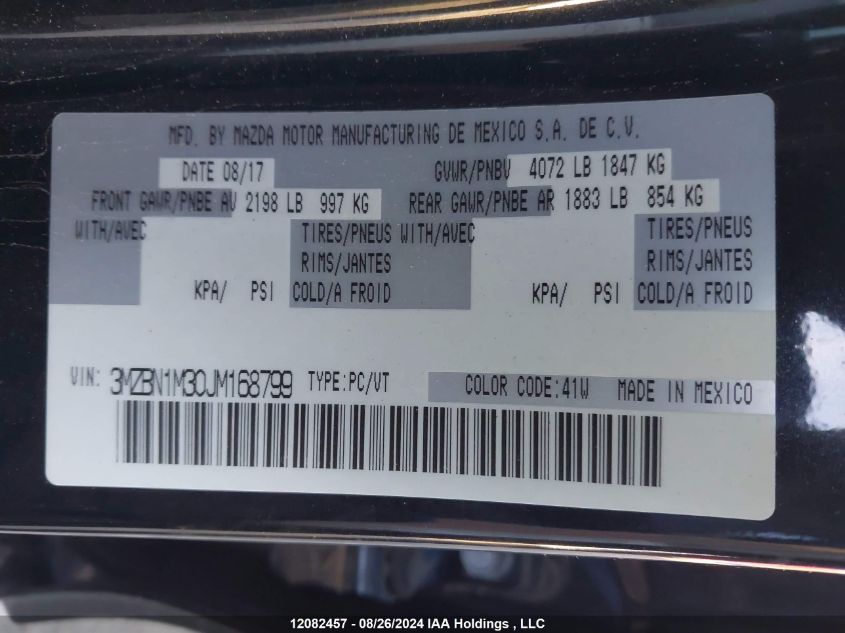 MFD. BY MAZDA MOTOR MANUFACTURING DE MEXICO S.A. DE C.V.
DATE 08/17 GVWR/PNBV 4072 LB 1847 KG
FRONT GAWR/PNBE AV 2198 LB 997 KG REAR GAWR/PNBE AR 1883 LB 854 KG
WITH/AVEC TIRES/PNEUS WITH/AVEC TIRES/PNEUS
RIMS/JANTES RIMS/JANTES
KPA/ PSI COLD/A FROID KPA/ PSI COLD/A FROID
VIN: 3MZBN1M30JM168799 TYPE:PC/VT COLOR CODE:41W MADE IN MEXICO
12082457 - 08/26/2024 IAA Holdings , LLC